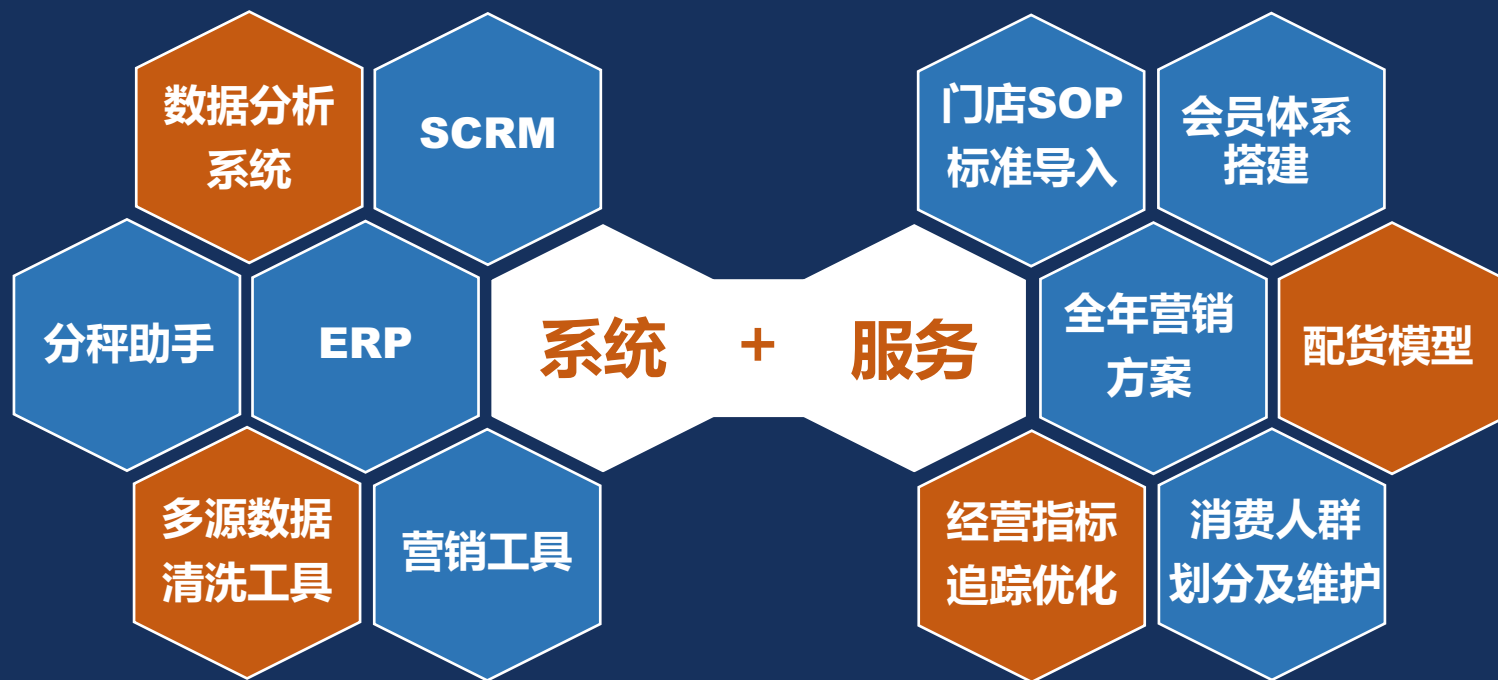 数据分析
系统
SCRM
分秤助手
ERP
多源数据
清洗工具
营销工具
系统 + 服务
门店SOP
标准导入
会员体系
搭建
全年营销
方案
配货模型
经营指标
追踪优化
消费人群
划分及维护